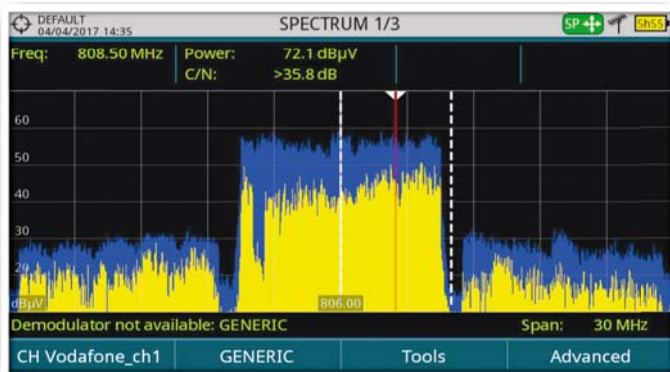 DEFAULT
04/04/2017 14:35
SPECTRUM 1/3
SP
5h55
Freq: 808.50 MHz
Power: 72.1 dBµV
C/N: >35.8 dB
60
50
40
30
20
dBµV
806.00
Demodulator not available: GENERIC
Span: 30 MHz
CH Vodafone_ch1
GENERIC
Tools
Advanced